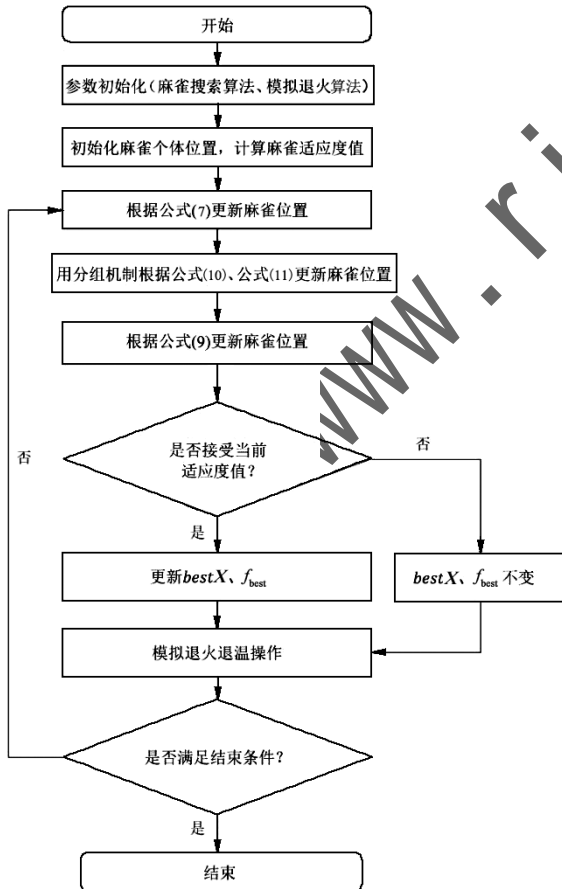 开始
参数初始化(麻雀搜索算法、模拟退火算法)
初始化麻雀个体位置，计算麻雀适应度值
根据公式(7)更新麻雀位置
用分组机制根据公式(10)、公式(11)更新麻雀位置
根据公式(9)更新麻雀位置
是否接受当前
适应度值?
否
否
是
更新bestX、f_best
bestX、f_best 不变
模拟退火退温操作
是否满足结束条件?
是
结束
www.ri